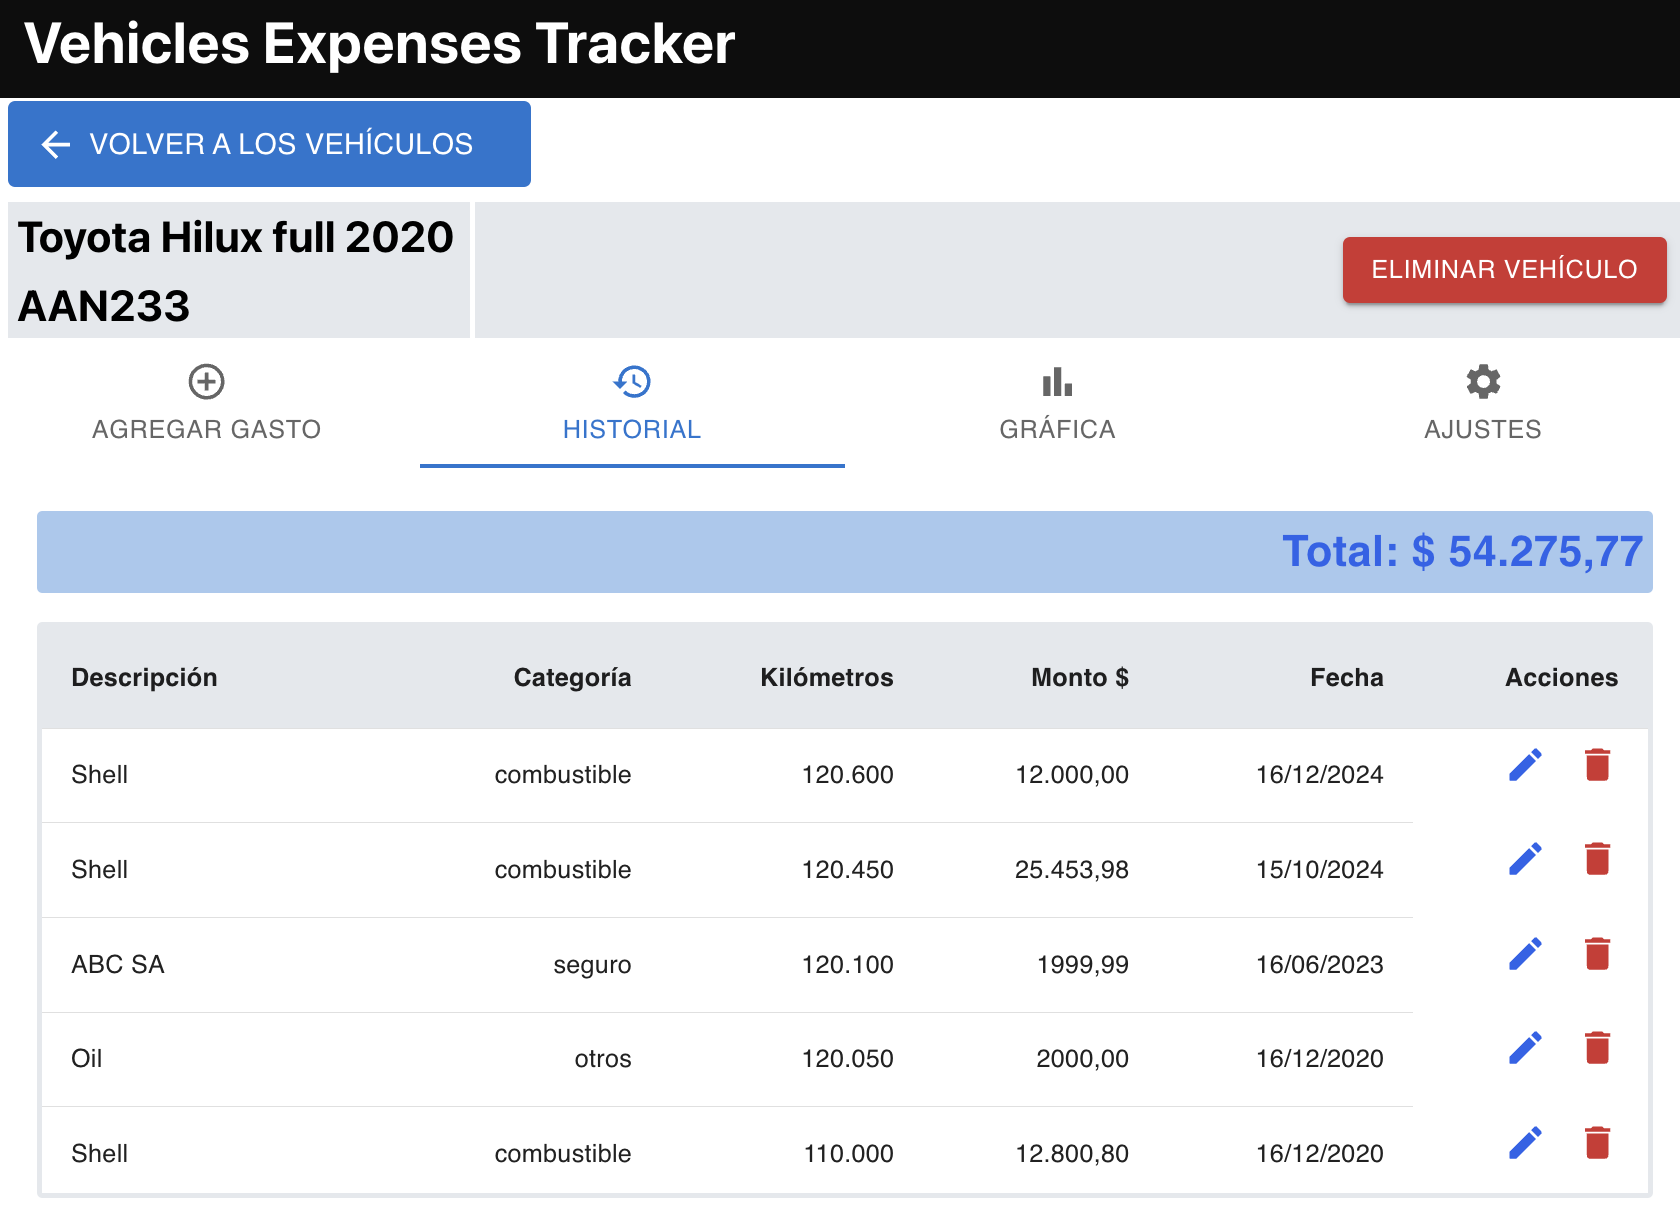 Vehicles Expenses Tracker
VOLVER A LOS VEHÍCULOS
Toyota Hilux full 2020
AAN233
ELIMINAR VEHÍCULO
AGREGAR GASTO HISTORIAL GRÁFICA AJUSTES
Total: $ 54.275,77
Descripción Categoría Kilómetros Monto $ Fecha Acciones
Shell combustible 120.600 12.000,00 16/12/2024
Shell combustible 120.450 25.453,98 15/10/2024
ABC SA seguro 120.100 1999,99 16/06/2023
Oil otros 120.050 2000,00 16/12/2020
Shell combustible 110.000 12.800,80 16/12/2020